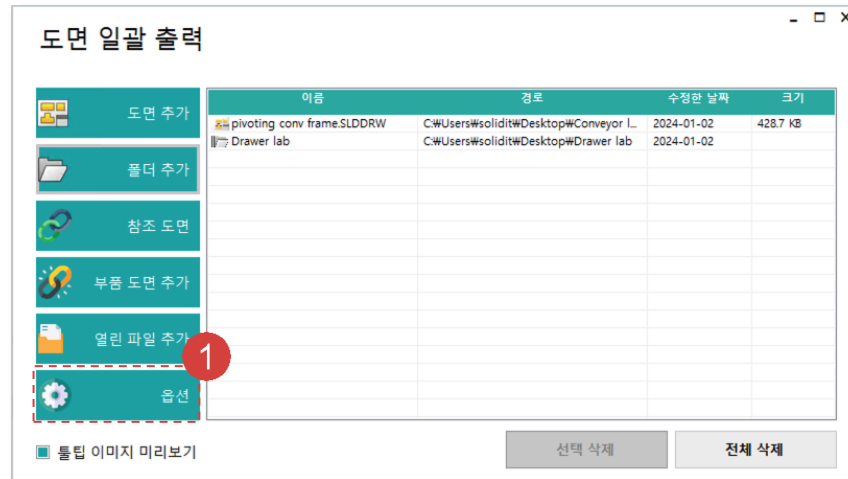 도면 일괄 출력
도면 추가
폴더 추가
참조 도면
부품 도면 추가
열린 파일 추가
1
옵션
이름 경로 수정한 날짜 크기
pivoting conv frame.SLDDRW C:₩Users₩solidit₩Desktop₩Conveyor l... 2024-01-02 428.7 KB
Drawer lab C:₩Users₩solidit₩Desktop₩Drawer lab 2024-01-02
툴팁 이미지 미리보기
선택 삭제 전체 삭제